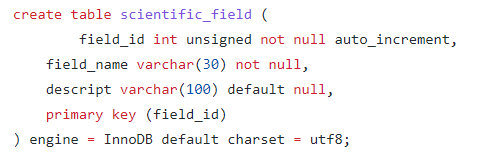 create table scientific_field (
        field_id int unsigned not null auto_increment,
    field_name varchar(30) not null,
    descript varchar(100) default null,
    primary key (field_id)
) engine = InnoDB default charset = utf8;